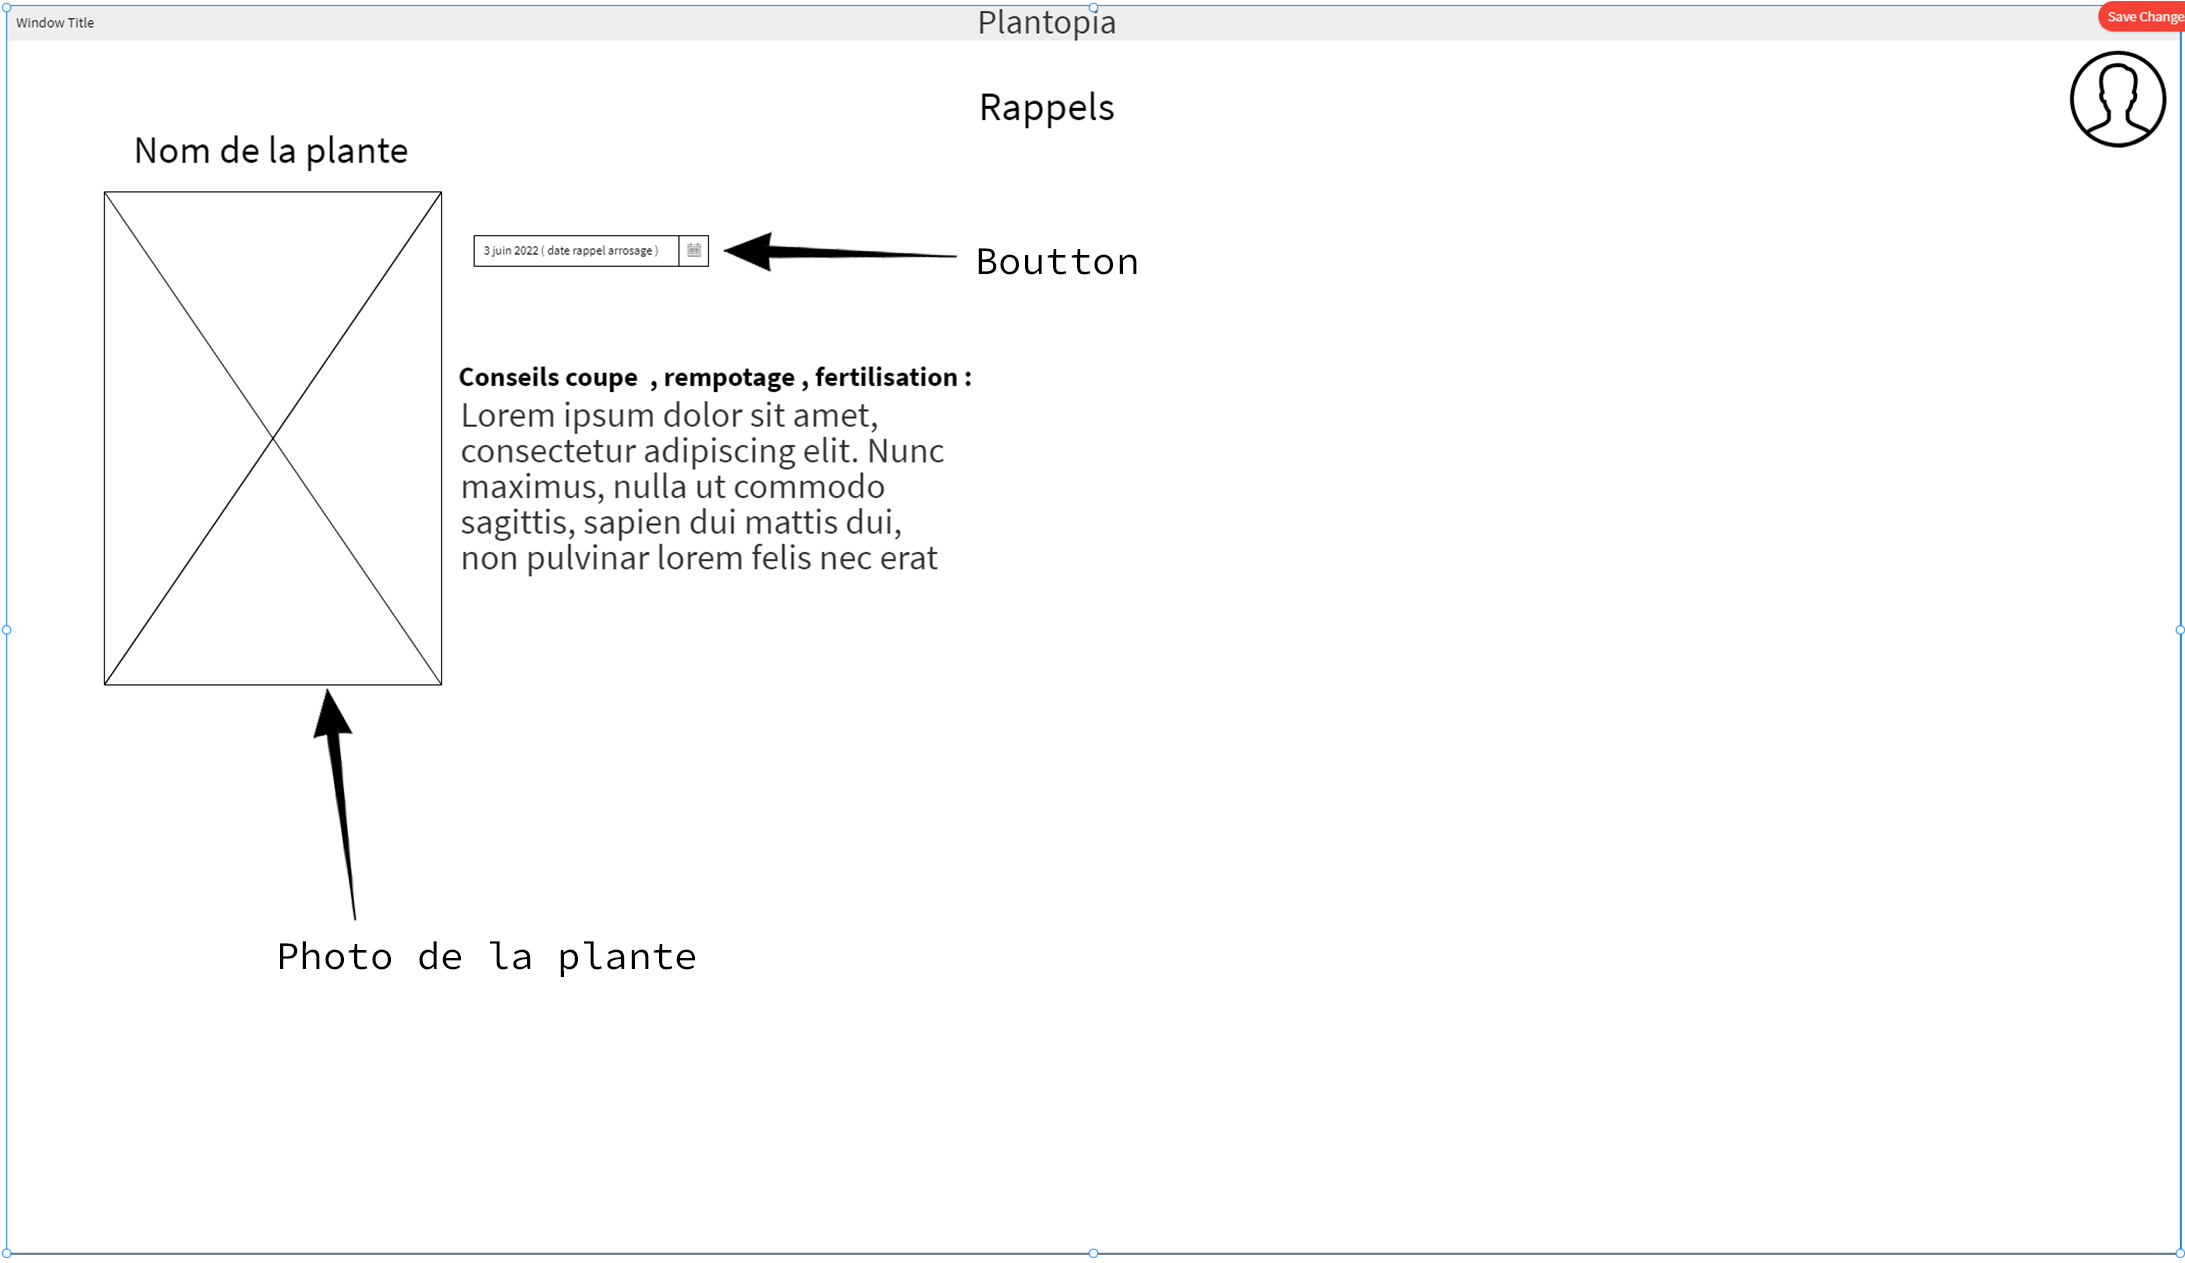 Window Title
Plantopia
Save Change
Rappels
Nom de la plante
3 juin 2022 ( date rappel arrosage )
Boutton
Conseils coupe  , rempotage , fertilisation :
Lorem ipsum dolor sit amet,
consectetur adipiscing elit. Nunc
maximus, nulla ut commodo
sagittis, sapien dui mattis dui,
non pulvinar lorem felis nec erat
Photo de la plante